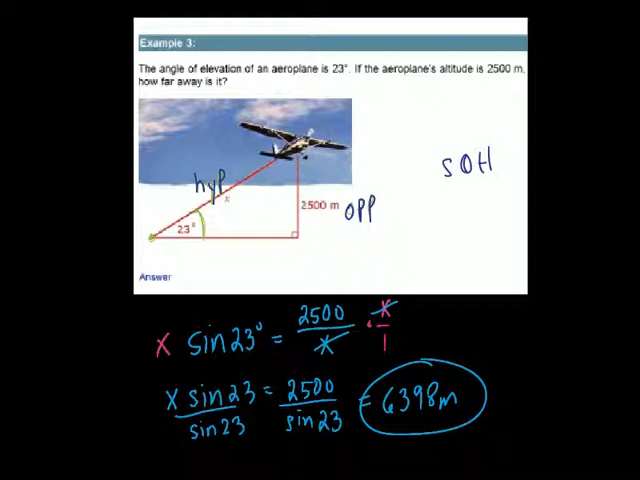 Example 3:
The angle of elevation of an aeroplane is 23°. If the aeroplane's altitude is 2500 m,
how far away is it?
SOH
hyp
x
2500 m
opp
23°
Answer
x sin23° = 2500/x · x/1
x sin23/sin23 = 2500/sin23 = 6398m